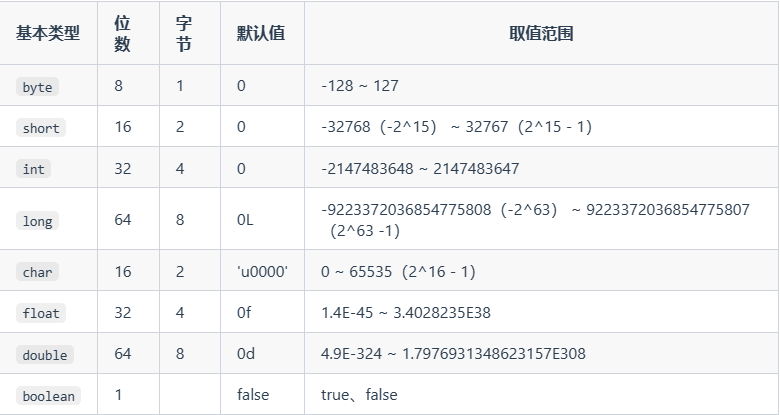 基本类型 位数 字节 默认值 取值范围
byte 8 1 0 -128 ~ 127
short 16 2 0 -32768（-2^15） ~ 32767（2^15 - 1）
int 32 4 0 -2147483648 ~ 2147483647
long 64 8 0L -9223372036854775808（-2^63） ~ 9223372036854775807
（2^63 -1）
char 16 2 'u0000' 0 ~ 65535（2^16 - 1）
float 32 4 0f 1.4E-45 ~ 3.4028235E38
double 64 8 0d 4.9E-324 ~ 1.7976931348623157E308
boolean 1 false true、false